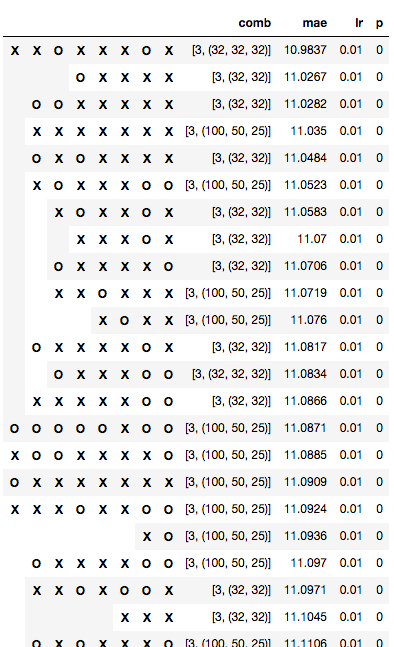 comb mae lr p
X X O X X X O X [3, (32, 32, 32)] 10.9837 0.01 0
O X X X X [3, (32, 32)] 11.0267 0.01 0
O O X X X X X [3, (32, 32)] 11.0282 0.01 0
X X X X X X X [3, (100, 50, 25)] 11.035 0.01 0
O X O X X X X [3, (32, 32)] 11.0484 0.01 0
X O X X X O O [3, (100, 50, 25)] 11.0523 0.01 0
X O X X O X [3, (32, 32)] 11.0583 0.01 0
X X X O X [3, (32, 32)] 11.07 0.01 0
O X X X X O [3, (32, 32)] 11.0706 0.01 0
X X O X X X [3, (100, 50, 25)] 11.0719 0.01 0
X O X X [3, (100, 50, 25)] 11.076 0.01 0
O X X X X O X [3, (32, 32)] 11.0817 0.01 0
O X X X O O [3, (32, 32, 32)] 11.0834 0.01 0
X X X X X O O [3, (32, 32)] 11.0866 0.01 0
O O O O O X O O [3, (100, 50, 25)] 11.0871 0.01 0
X O O X X X X O [3, (100, 50, 25)] 11.0885 0.01 0
O X X X X X X X [3, (100, 50, 25)] 11.0909 0.01 0
X X X O X X O O [3, (100, 50, 25)] 11.0924 0.01 0
X O [3, (100, 50, 25)] 11.0936 0.01 0
O X X X X O O [3, (100, 50, 25)] 11.097 0.01 0
X X O X O O X [3, (32, 32)] 11.0971 0.01 0
X X X [3, (32, 32)] 11.1045 0.01 0
O X O X X X O [3, (100, 50, 25)] 11.1106 0.01 0